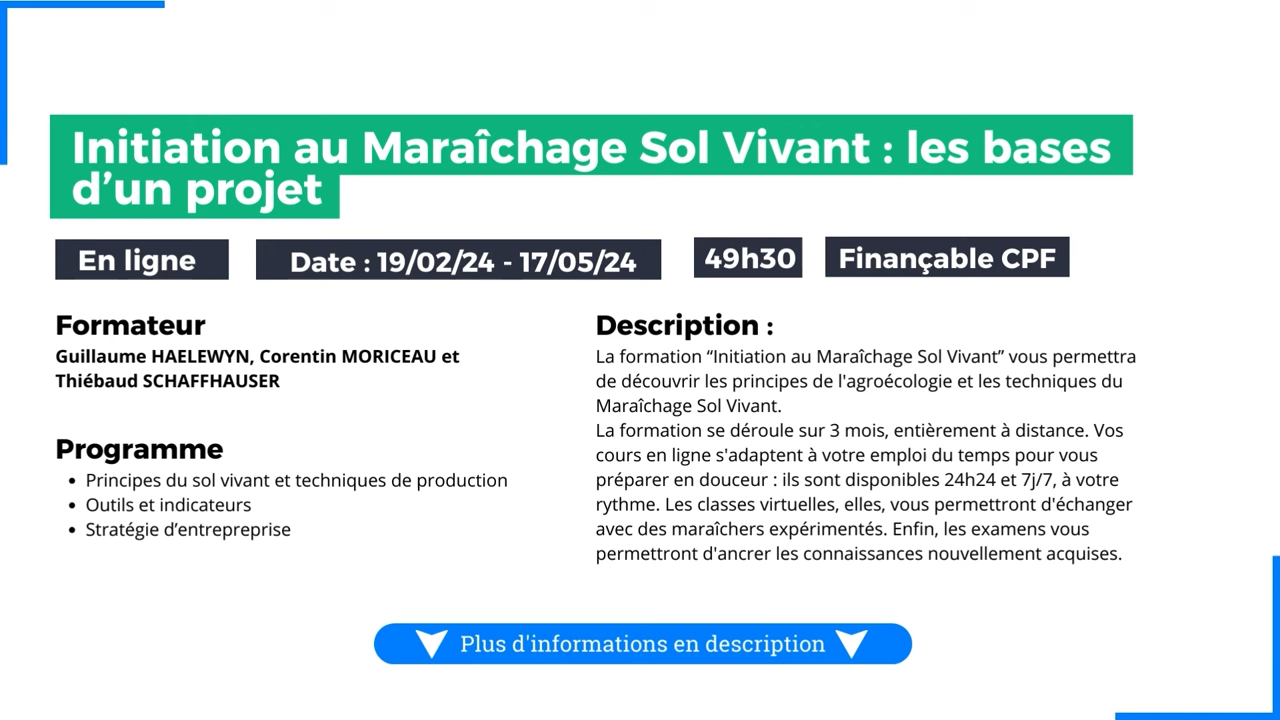 Initiation au Maraîchage Sol Vivant : les bases
d’un projet
En ligne
Date : 19/02/24 - 17/05/24
49h30
Finançable CPF
Formateur
Guillaume HAELEWYN, Corentin MORICEAU et
Thiébaud SCHAFFHAUSER
Programme
• Principes du sol vivant et techniques de production
• Outils et indicateurs
• Stratégie d’entrepreprise
Description :
La formation “Initiation au Maraîchage Sol Vivant” vous permettra
de découvrir les principes de l'agroécologie et les techniques du
Maraîchage Sol Vivant.
La formation se déroule sur 3 mois, entièrement à distance. Vos
cours en ligne s'adaptent à votre emploi du temps pour vous
préparer en douceur : ils sont disponibles 24h24 et 7j/7, à votre
rythme. Les classes virtuelles, elles, vous permettront d'échanger
avec des maraîchers expérimentés. Enfin, les examens vous
permettront d'ancrer les connaissances nouvellement acquises.
Plus d'informations en description